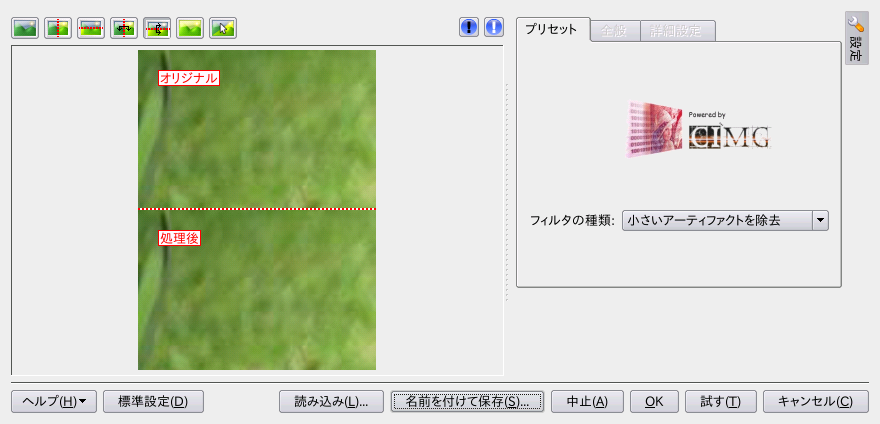 プリセット
全般
詳細設定
設定
オリジナル
処理後
Powered by
CIMG
フィルタの種類:
小さいアーティファクトを除去
ヘルプ(H)
標準設定(D)
読み込み(L)...
名前を付けて保存(S)...
中止(A)
OK
試す(T)
キャンセル(C)